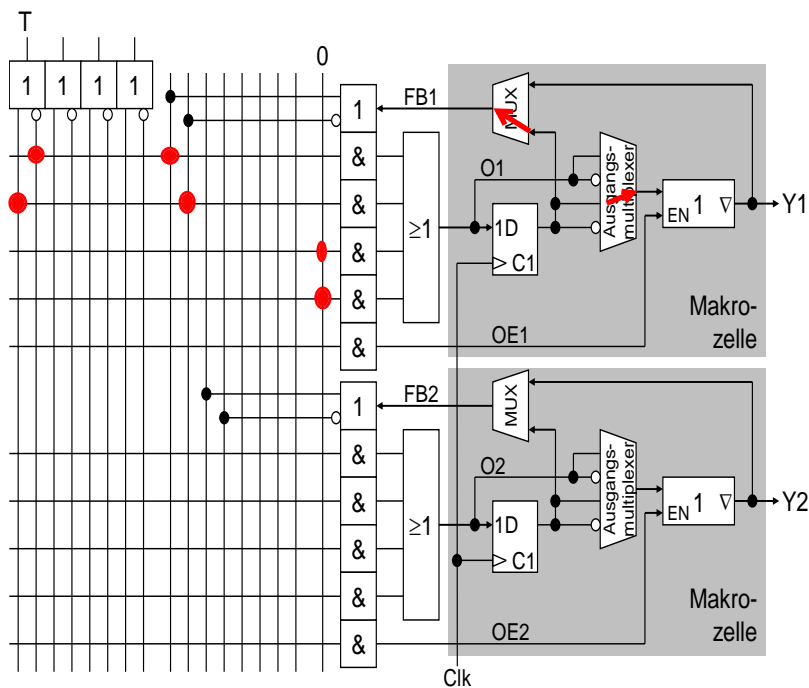 T
0
1 1 1 1
1
FB1
MUX
&
O1
Ausgangs-
multiplexer
&
≥1
1D
C1
EN 1 ∇
Y1
&
&
Makro-
zelle
&
OE1
1
FB2
MUX
&
O2
Ausgangs-
multiplexer
&
≥1
1D
C1
EN 1 ∇
Y2
&
&
Makro-
zelle
&
OE2
Clk